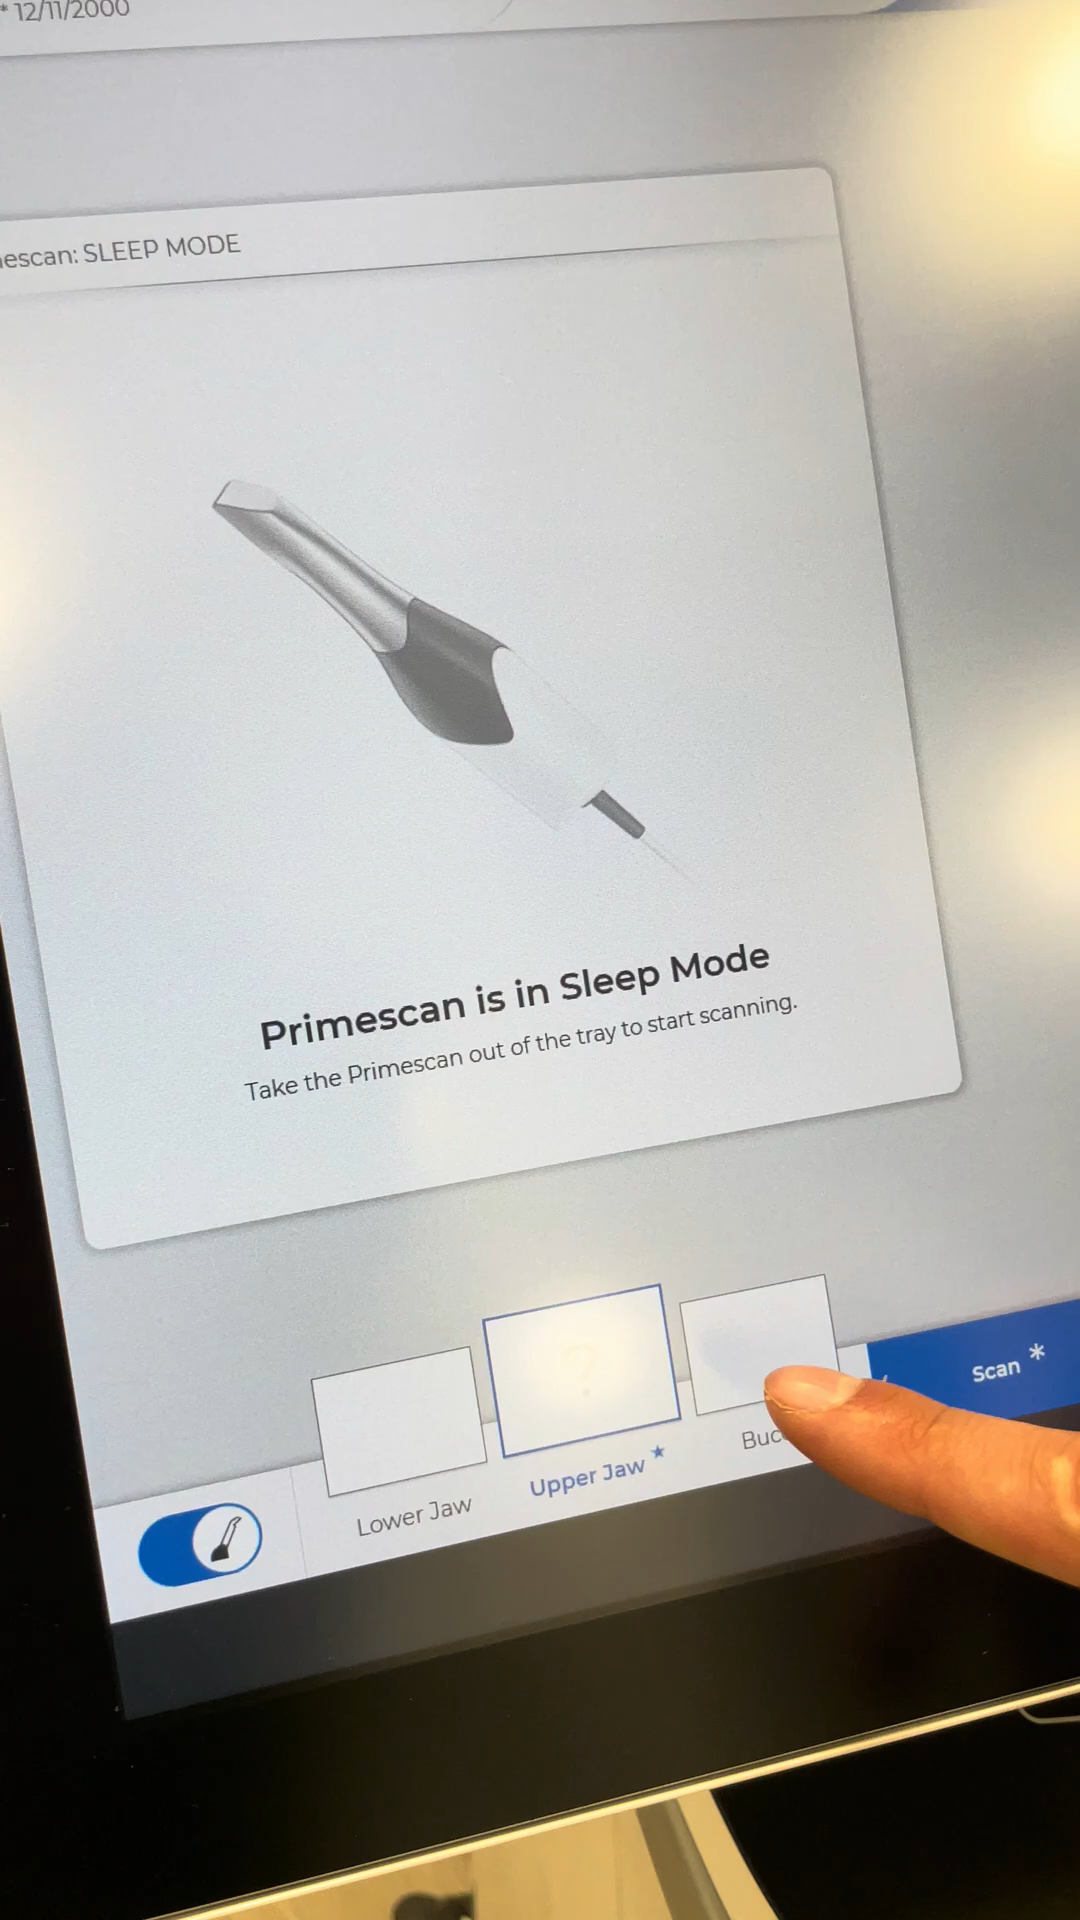 * 12/11/2000
escan: SLEEP MODE
?
Primescan is in Sleep Mode
Take the Primescan out of the tray to start scanning.
Lower Jaw
Upper Jaw *
Buc
Scan *